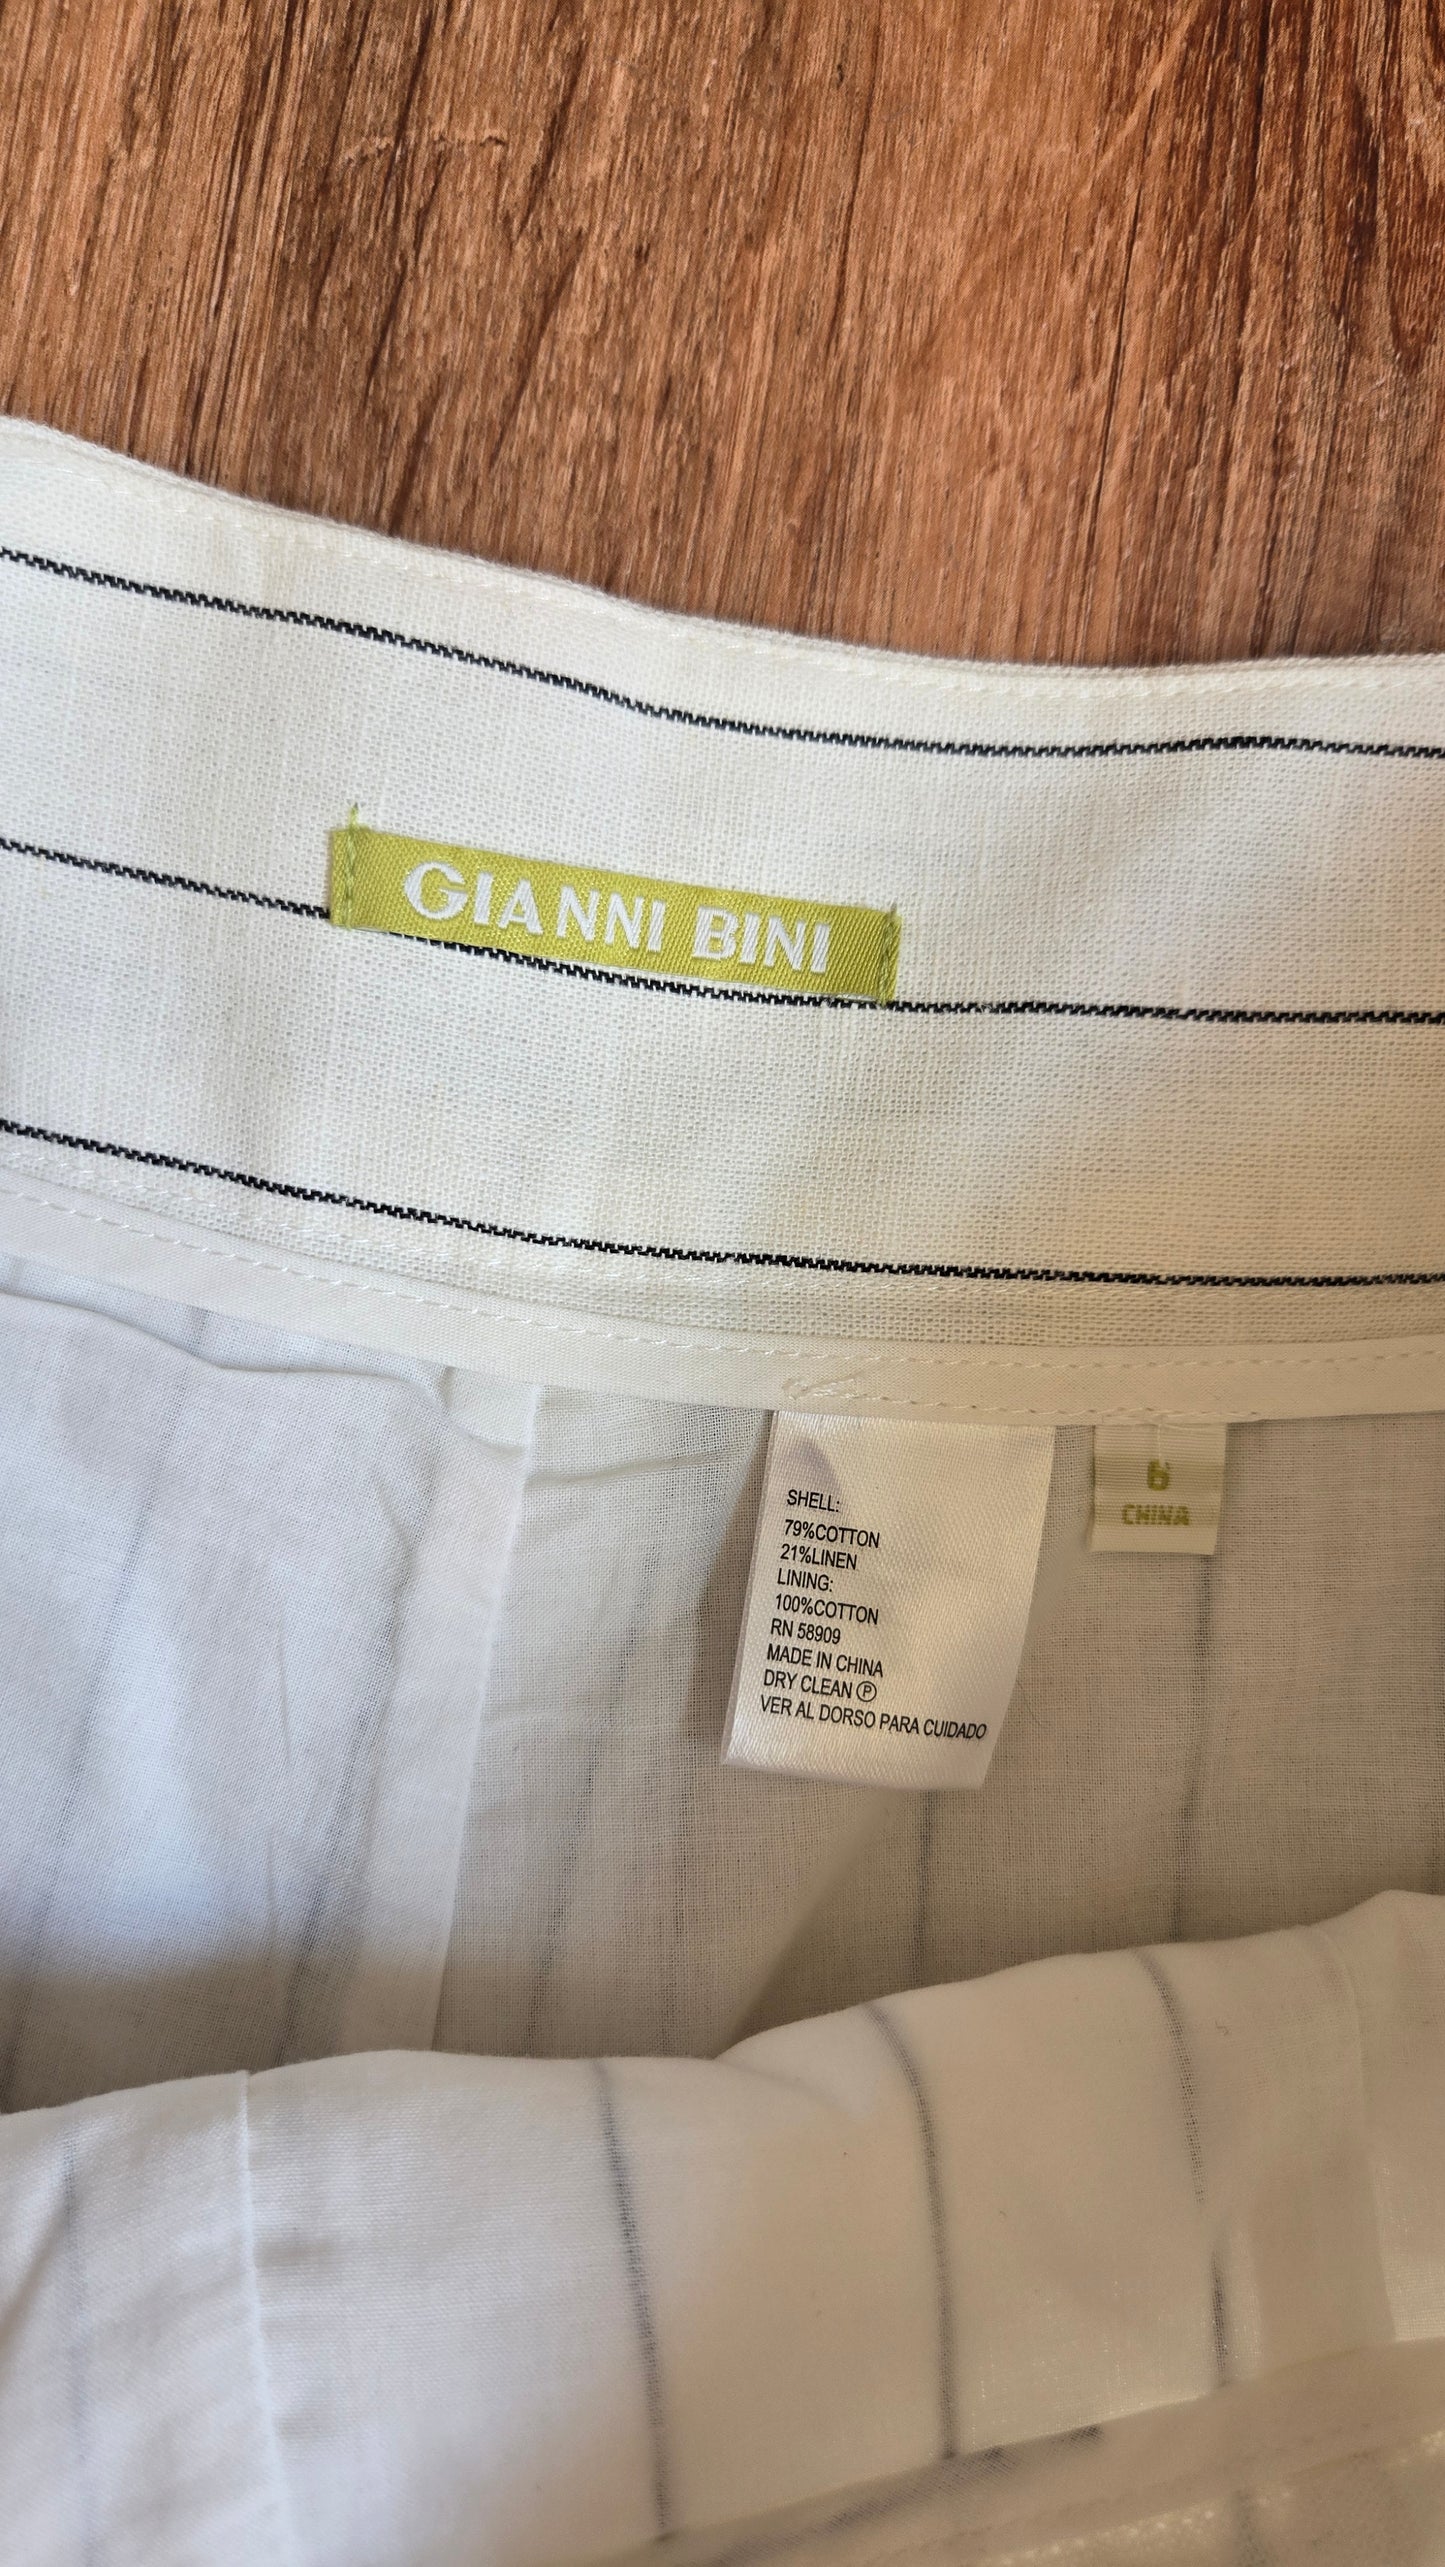 GIANNI BINI
SHELL:
79%COTTON
21%LINEN
LINING:
100%COTTON
RN 58909
MADE IN CHINA
DRY CLEAN Ⓟ
VER AL DORSO PARA CUIDADO
6
CHINA